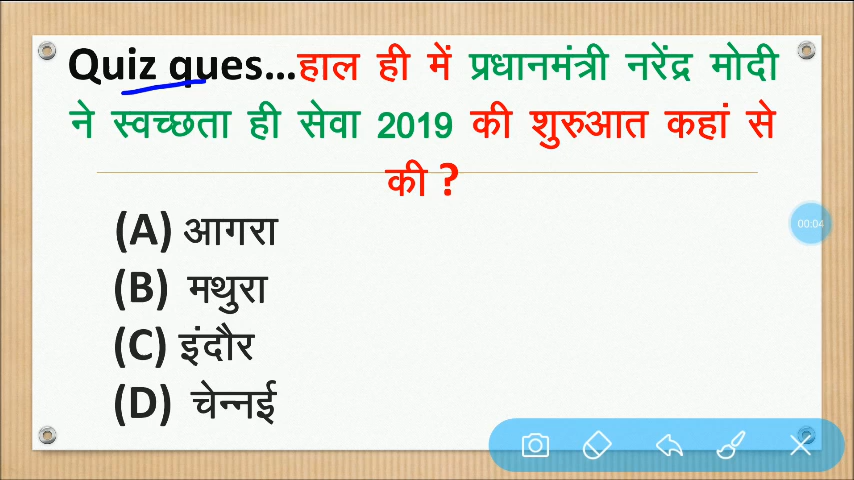 Quiz ques...हाल ही में प्रधानमंत्री नरेंद्र मोदी
ने स्वच्छता ही सेवा 2019 की शुरुआत कहां से
की ?
(A) आगरा
(B) मथुरा
(C) इंदौर
(D) चेन्नई
00:04